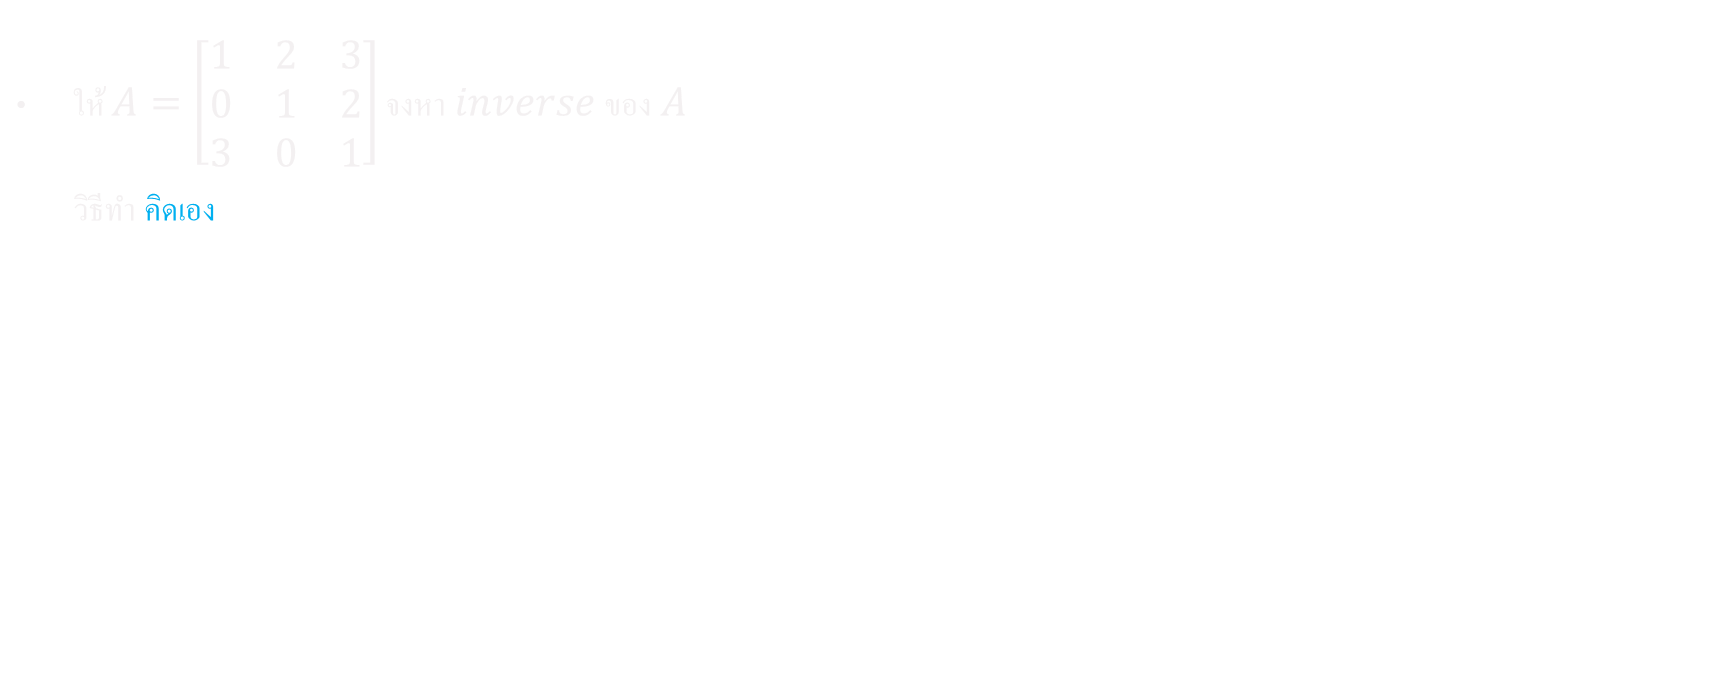 • ให้ A = [1 2 3
0 1 2
3 0 1] จงหา inverse ของ A
วิธีทำ คิดเอง